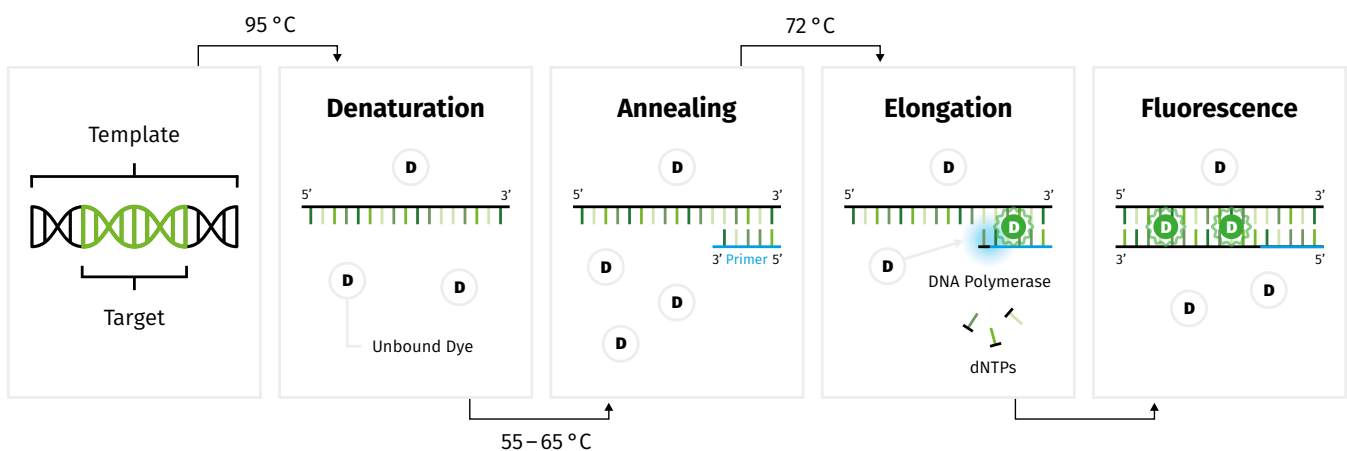 95 °C
72 °C
Template
Target
Denaturation
D
5’ 3’
D
D
Unbound Dye
55 – 65 °C
Annealing
D
5’ 3’
3’ Primer 5’
D
D
D
Elongation
D
5’ 3’
D
D
DNA Polymerase
dNTPs
Fluorescence
D
5’ 3’
D D
3’ 5’
D
D